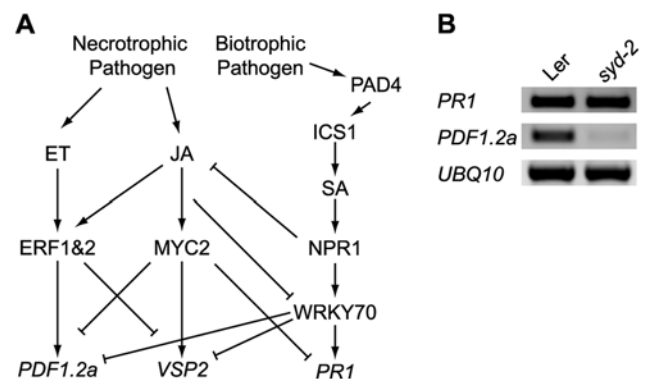 A
Necrotrophic
Pathogen
Biotrophic
Pathogen
PAD4
ICS1
ET
JA
SA
ERF1&2
MYC2
NPR1
WRKY70
PDF1.2a
VSP2
PR1
B
Ler
syd-2
PR1
PDF1.2a
UBQ10